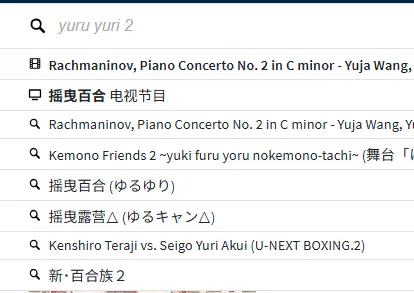 yuru yuri 2
Rachmaninov, Piano Concerto No. 2 in C minor - Yuja Wang,
摇曳百合 电视节目
Rachmaninov, Piano Concerto No. 2 in C minor - Yuja Wang, Y
Kemono Friends 2 ~yuki furu yoru nokemono-tachi~ (舞台「
摇曳百合 (ゆるゆり)
摇曳露营△ (ゆるキャン△)
Kenshiro Teraji vs. Seigo Yuri Akui (U-NEXT BOXING.2)
新･百合族２